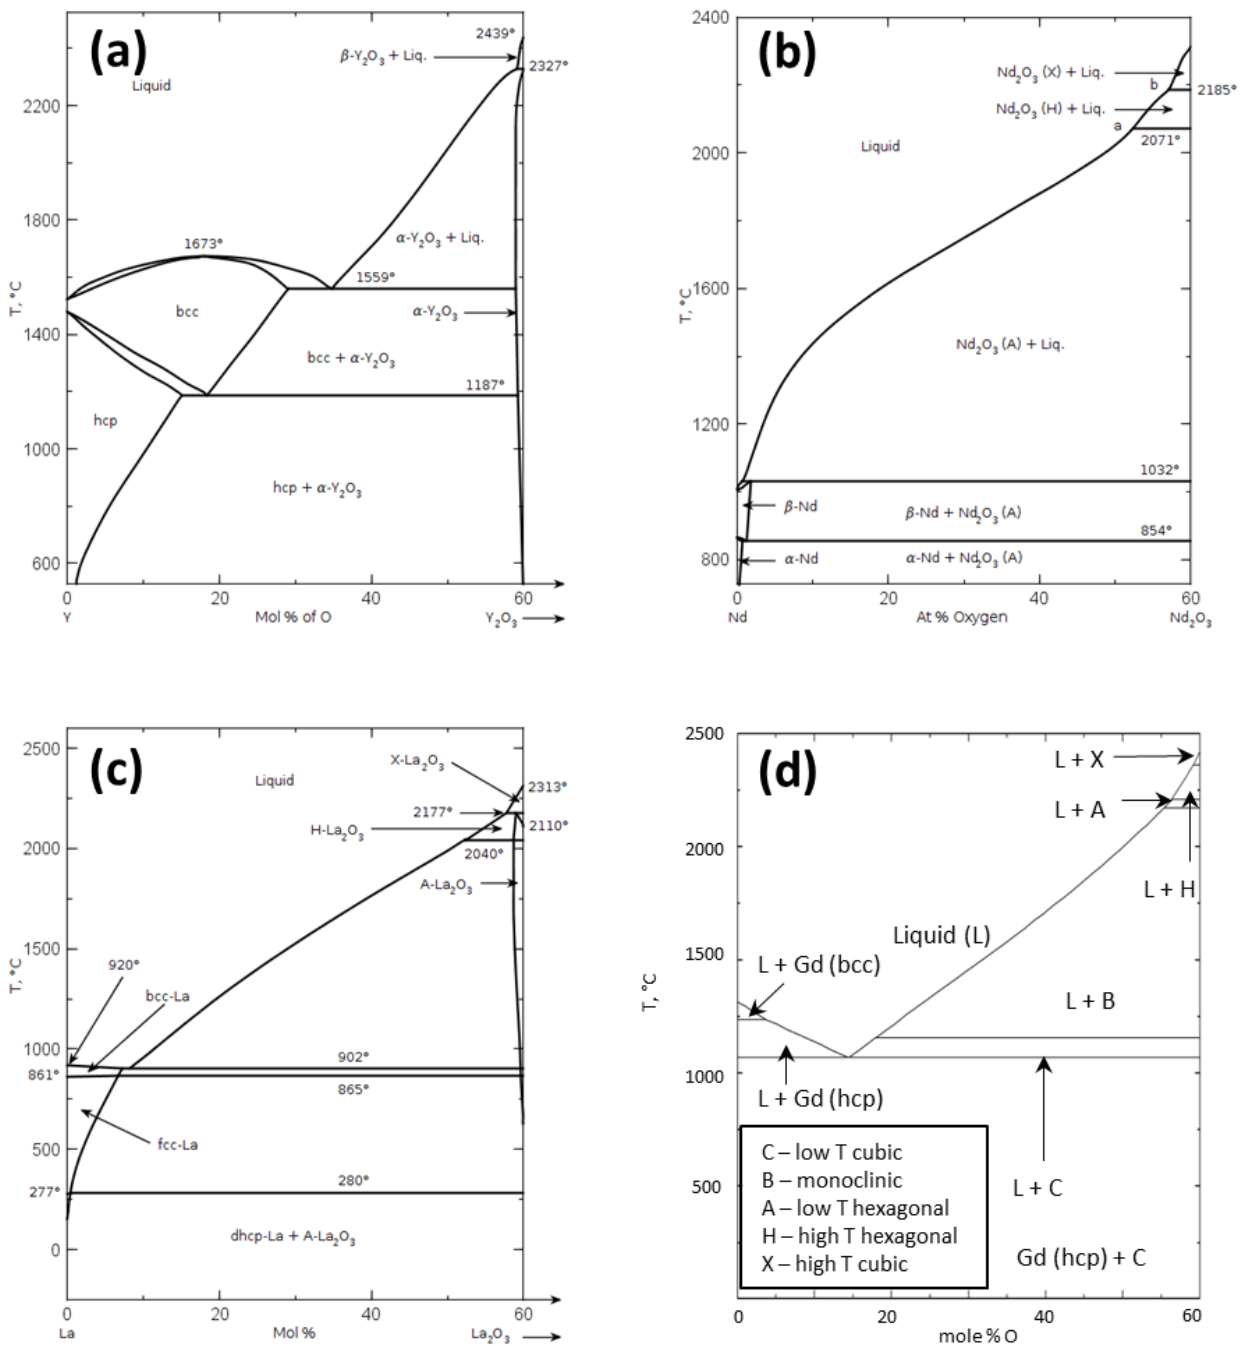 (a)
2439°
β-Y₂O₃ + Liq.
2327°
Liquid
2200
1800
1673°
α-Y₂O₃ + Liq.
1559°
T, °C
bcc
α-Y₂O₃
1400
bcc + α-Y₂O₃
1187°
hcp
1000
hcp + α-Y₂O₃
600
0 20 40 60
Y Mol % of O Y₂O₃
(b)
2400
Nd₂O₃ (X) + Liq.
b
2185°
Nd₂O₃ (H) + Liq.
a
2071°
Liquid
2000
1800
T, °C
1600
Nd₂O₃ (A) + Liq.
1200
1032°
1000
β-Nd
β-Nd + Nd₂O₃ (A)
854°
800
α-Nd
α-Nd + Nd₂O₃ (A)
0 20 40 60
Nd At % Oxygen Nd₂O₃
(c)
2500
X-La₂O₃
Liquid
2313°
2177°
H-La₂O₃
2110°
2000
2040°
A-La₂O₃
1500
T, °C
920°
bcc-La
1000
902°
861°
865°
fcc-La
500
277°
280°
dhcp-La + A-La₂O₃
0
0 20 40 60
La Mol % La₂O₃
(d)
2500
L + X
L + A
2000
L + H
Liquid (L)
L + Gd (bcc)
1500
T, °C
L + B
1000
L + Gd (hcp)
C – low T cubic
B – monoclinic
A – low T hexagonal
H – high T hexagonal
X – high T cubic
500
L + C
Gd (hcp) + C
0 20 40 60
mole % O